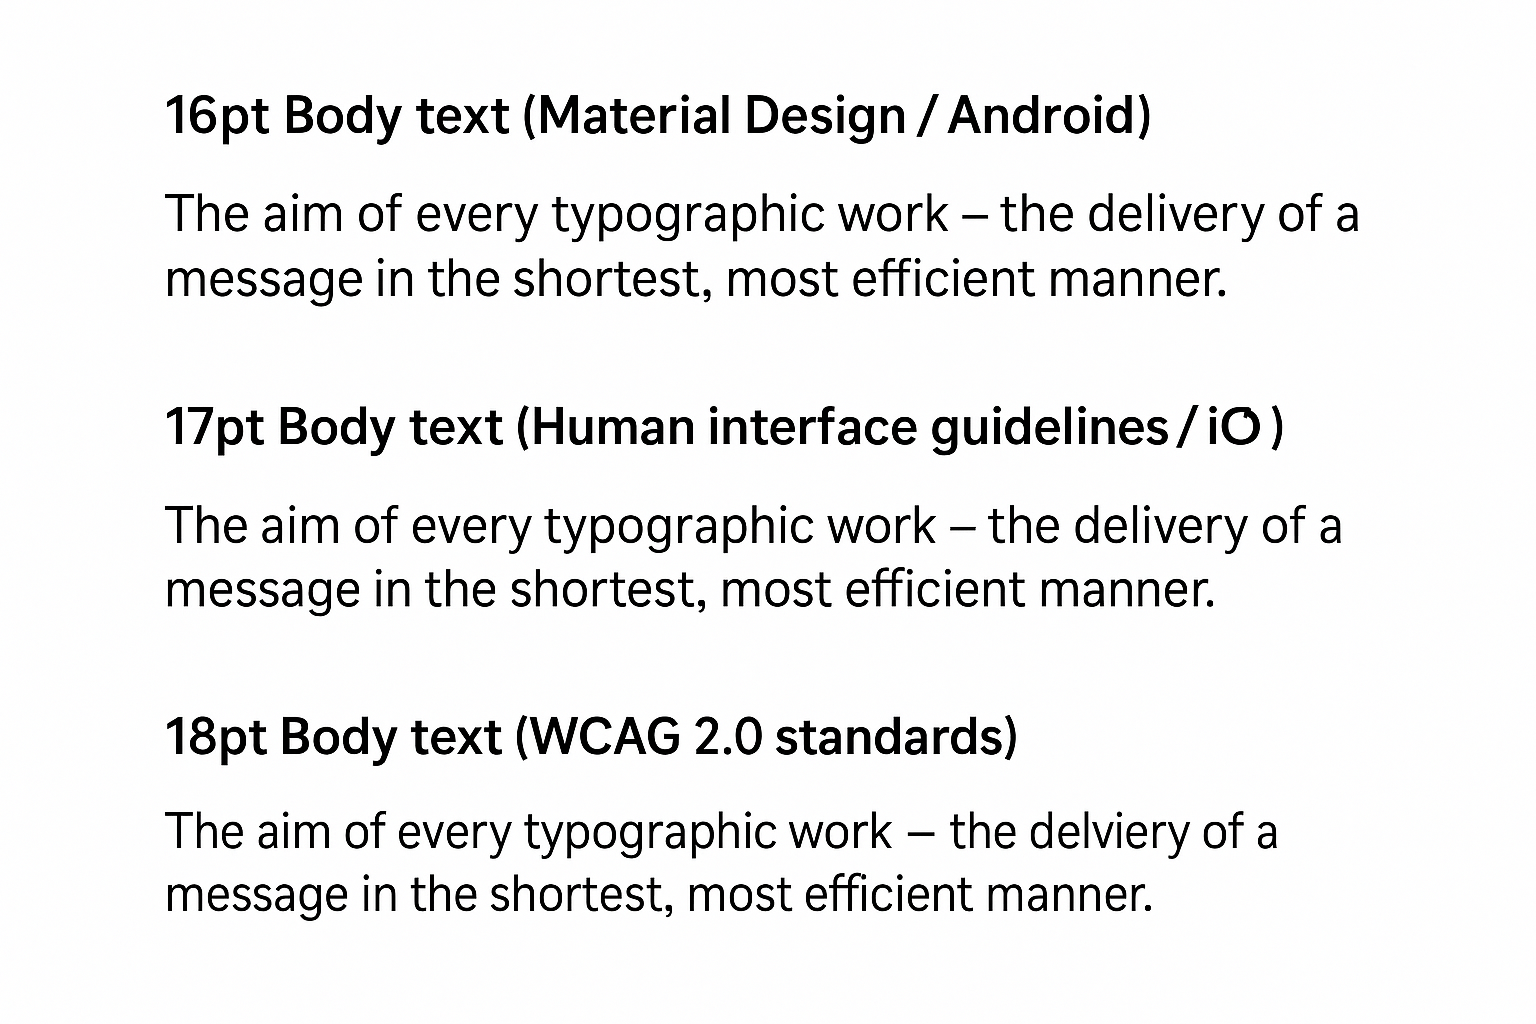 16pt Body text (Material Design / Android)
The aim of every typographic work – the delivery of a
message in the shortest, most efficient manner.
17pt Body text (Human interface guidelines / )
The aim of every typographic work – the delivery of a
message in the shortest, most efficient manner.
18pt Body text (WCAG 2.0 standards)
The aim of every typographic work – the delviery of a
message in the shortest, most efficient manner.